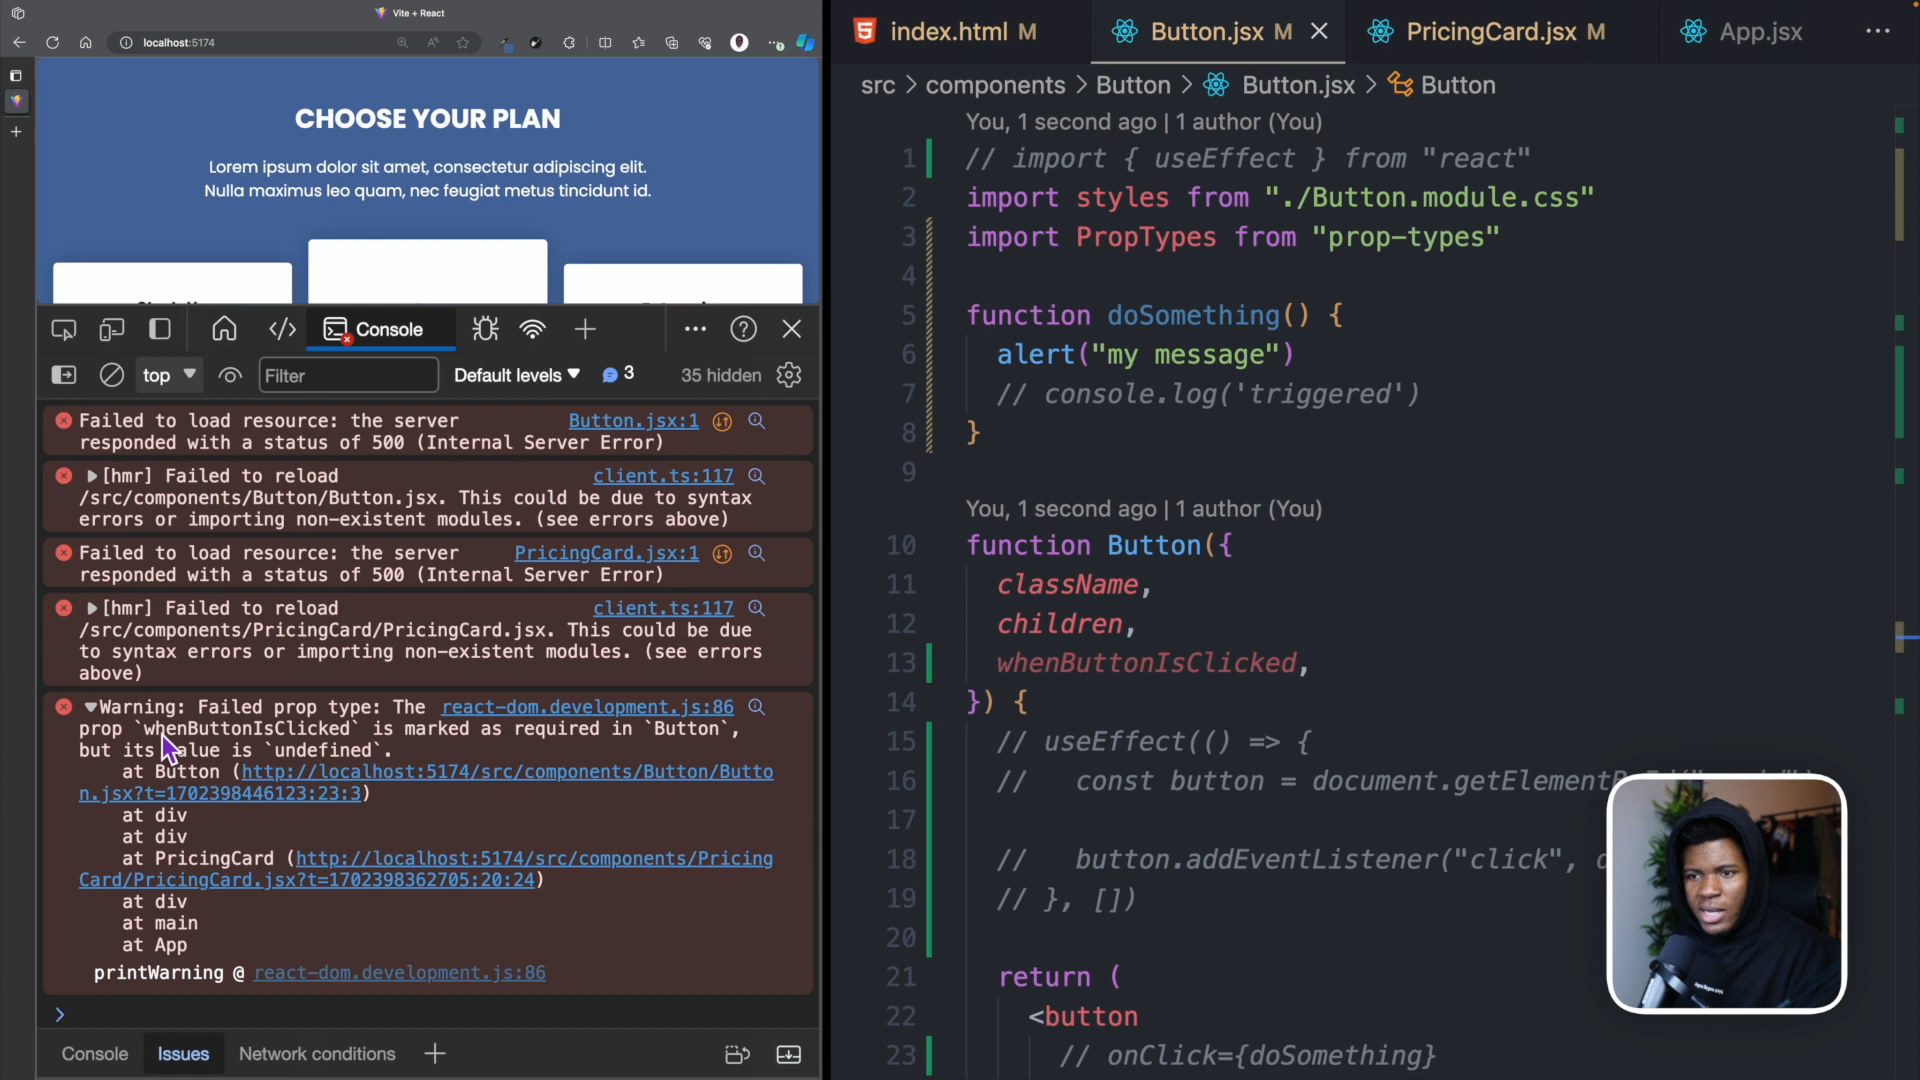 Vite + React
localhost:5174
CHOOSE YOUR PLAN
Lorem ipsum dolor sit amet, consectetur adipiscing elit.
Nulla maximus leo quam, nec feugiat metus tincidunt id.
Console
top
Filter
Default levels
3
35 hidden
Failed to load resource: the server Button.jsx:1
responded with a status of 500 (Internal Server Error)
[hmr] Failed to reload client.ts:117
/src/components/Button/Button.jsx. This could be due to syntax
errors or importing non-existent modules. (see errors above)
Failed to load resource: the server PricingCard.jsx:1
responded with a status of 500 (Internal Server Error)
[hmr] Failed to reload client.ts:117
/src/components/PricingCard/PricingCard.jsx. This could be due
to syntax errors or importing non-existent modules. (see errors
above)
Warning: Failed prop type: The react-dom.development.js:86
prop `whenButtonIsClicked` is marked as required in `Button`,
but its value is `undefined`.
at Button (http://localhost:5174/src/components/Button/Butto
n.jsx?t=1702398446123:23:3)
at div
at div
at PricingCard (http://localhost:5174/src/components/Pricing
Card/PricingCard.jsx?t=1702398362705:20:24)
at div
at main
at App
printWarning @ react-dom.development.js:86
>
Console
Issues
Network conditions
index.html M
Button.jsx M
PricingCard.jsx M
App.jsx
src > components > Button > Button.jsx > Button
You, 1 second ago | 1 author (You)
1 // import { useEffect } from "react"
2 import styles from "./Button.module.css"
3 import PropTypes from "prop-types"
4
5 function doSomething() {
6 alert("my message")
7 // console.log('triggered')
8 }
9
You, 1 second ago | 1 author (You)
10 function Button({
11 className,
12 children,
13 whenButtonIsClicked,
14 }) {
15 // useEffect(() => {
16 // const button = document.getElementB
17
18 // button.addEventListener("click",
19 // }, [])
20
21 return (
22 <button
23 // onClick={doSomething}